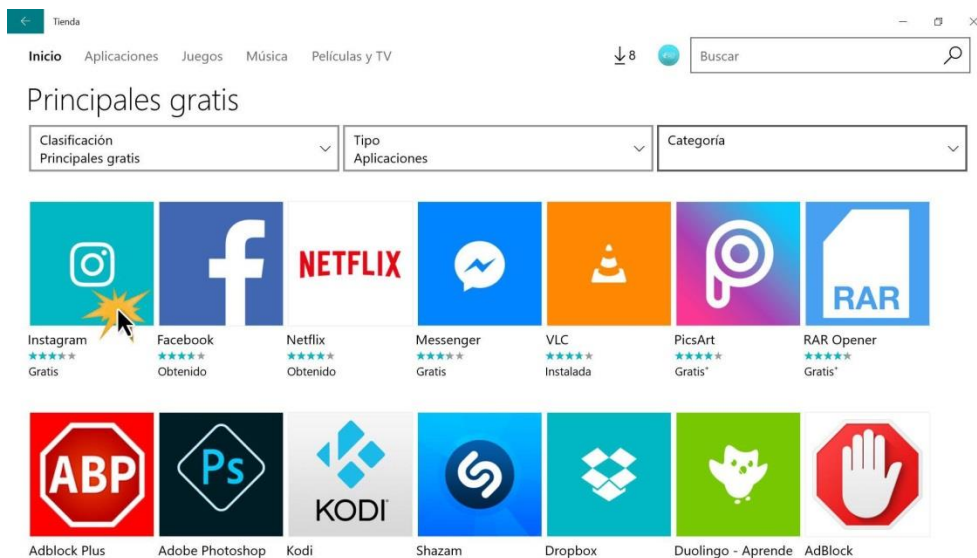 Tienda
Inicio Aplicaciones Juegos Música Películas y TV 8 Buscar
Principales gratis
Clasificación Tipo Categoría
Principales gratis Aplicaciones
NETFLIX
RAR
Instagram Facebook Netflix Messenger VLC PicsArt RAR Opener
Gratis Obtenido Obtenido Gratis Instalada Gratis* Gratis*
ABP Ps
KODI
Adblock Plus Adobe Photoshop Kodi Shazam Dropbox Duolingo - Aprende AdBlock